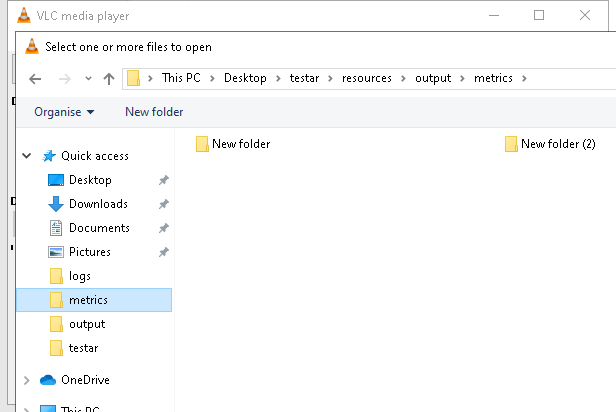 VLC media player
Select one or more files to open
This PC > Desktop > testar > resources > output > metrics >
Organise New folder
Quick access
Desktop
Downloads
Documents
Pictures
logs
metrics
output
testar
OneDrive
This PC
New folder
New folder (2)